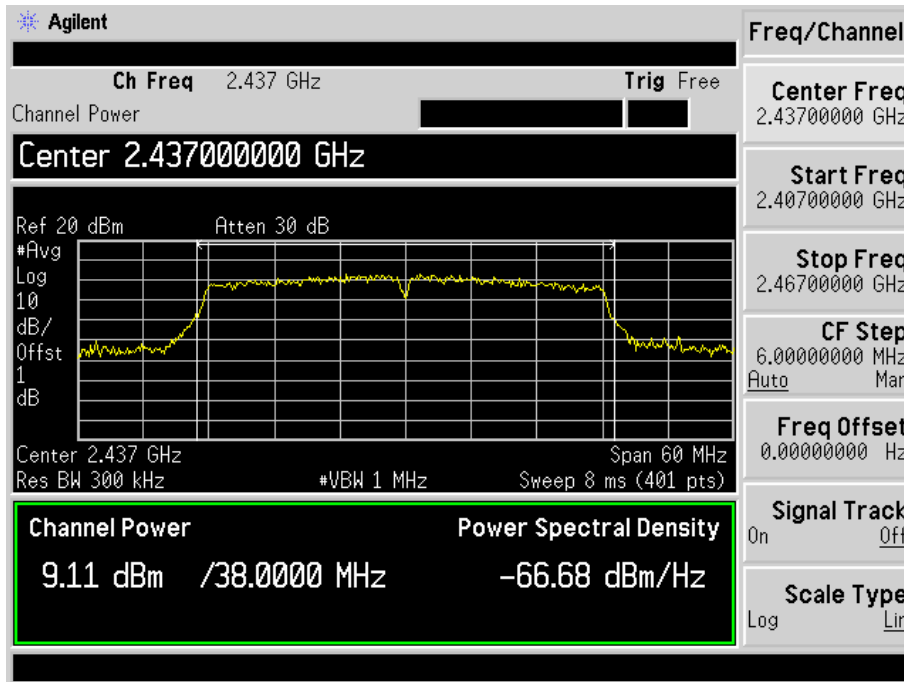 Agilent
Freq/Channel
Ch Freq 2.437 GHz Trig Free
Channel Power
Center 2.437000000 GHz
Ref 20 dBm Atten 30 dB
#Avg
Log
10
dB/
Offst
1
dB
Center 2.437 GHz Span 60 MHz
Res BW 300 kHz #VBW 1 MHz Sweep 8 ms (401 pts)
Channel Power Power Spectral Density
9.11 dBm /38.0000 MHz -66.68 dBm/Hz
Center Freq
2.43700000 GHz
Start Freq
2.40700000 GHz
Stop Freq
2.46700000 GHz
CF Step
6.00000000 MHz
Auto Man
Freq Offset
0.00000000 Hz
Signal Track
On Off
Scale Type
Log Lin